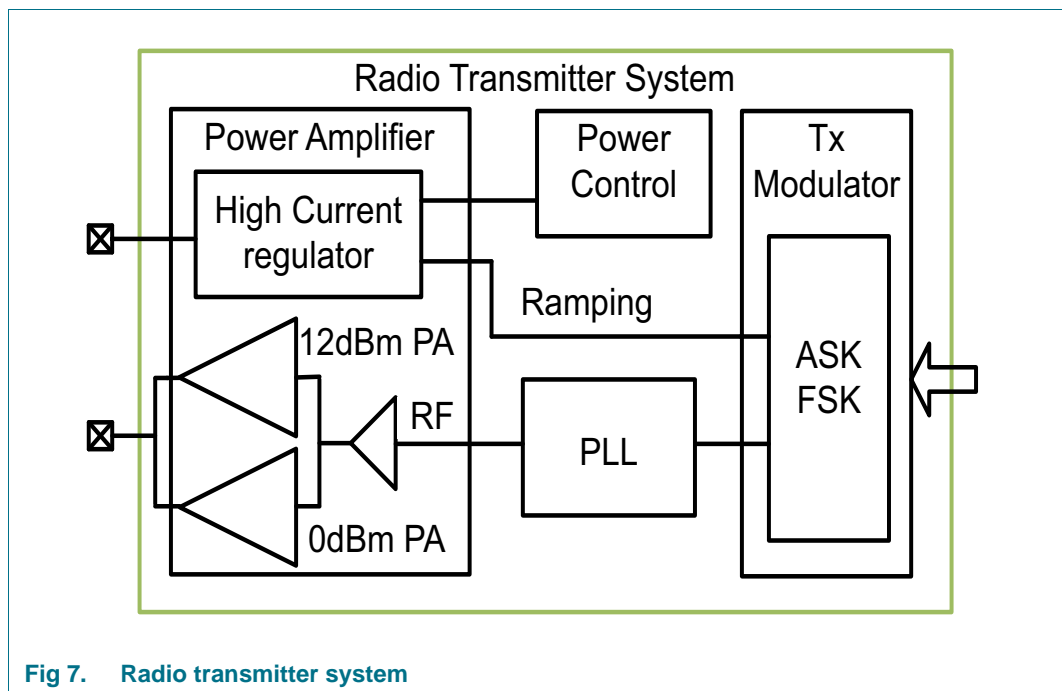 Radio Transmitter System
Power Amplifier
High Current
regulator
Power
Control
Tx
Modulator
Ramping
12dBm PA
RF
PLL
ASK
FSK
0dBm PA
Fig 7. Radio transmitter system